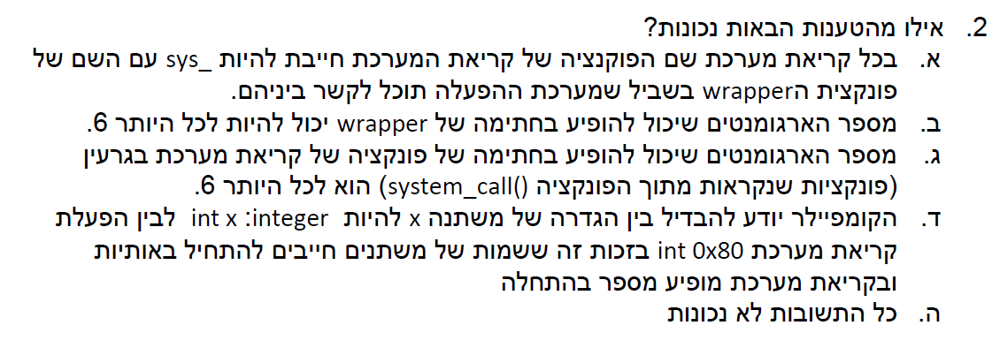 2. אילו מהטענות הבאות נכונות?
א. בכל קריאת מערכת שם הפוקנציה של קריאת המערכת חייבת להיות sys_ עם השם של
פונקצית הwrapper בשביל שמערכת ההפעלה תוכל לקשר ביניהם.
ב. מספר הארגומנטים שיכול להופיע בחתימה של wrapper יכול להיות לכל היותר 6.
ג. מספר הארגומנטים שיכול להופיע בחתימה של פונקציה של קריאת מערכת בגרעין
(פונקציות שנקראות מתוך הפונקציה system_call()) הוא לכל היותר 6.
ד. הקומפיילר יודע להבדיל בין הגדרה של משתנה x להיות int x :integer לבין הפעלת
קריאת מערכת int 0x80 בזכות זה ששמות של משתנים חייבים להתחיל באותיות
ובקריאת מערכת מופיע מספר בהתחלה
ה. כל התשובות לא נכונות